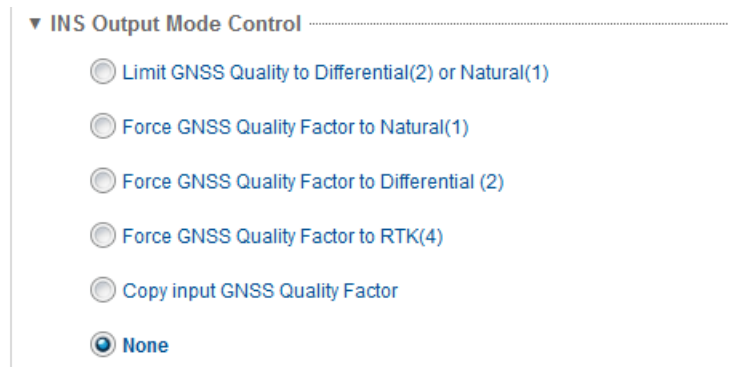 INS Output Mode Control
Limit GNSS Quality to Differential(2) or Natural(1)
Force GNSS Quality Factor to Natural(1)
Force GNSS Quality Factor to Differential (2)
Force GNSS Quality Factor to RTK(4)
Copy input GNSS Quality Factor
None